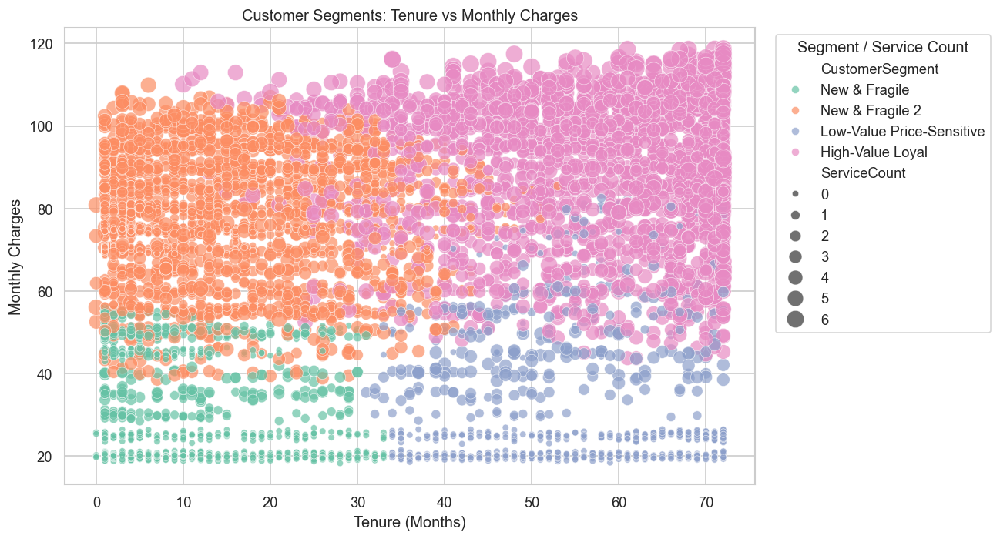 Customer Segments: Tenure vs Monthly Charges
120
100
80
60
40
20
Monthly Charges
0 10 20 30 40 50 60 70
Tenure (Months)
Segment / Service Count
CustomerSegment
New & Fragile
New & Fragile 2
Low-Value Price-Sensitive
High-Value Loyal
ServiceCount
0
1
2
3
4
5
6